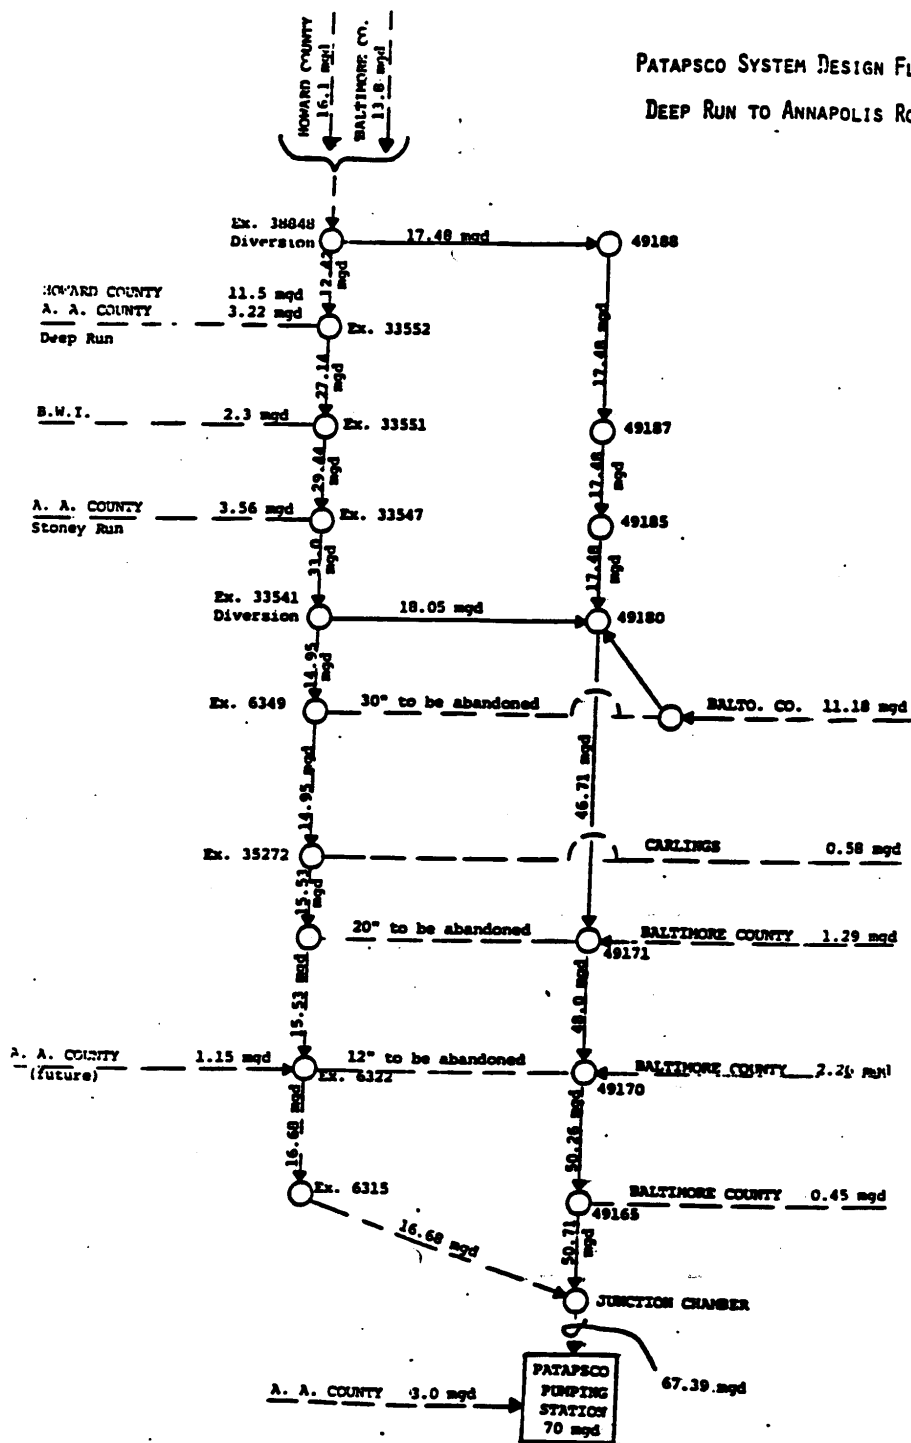 PATAPSCO SYSTEM DESIGN
DEEP RUN TO ANNAPOLIS
HOWARD COUNTY
16.1 mgd
BALTIMORE CO.
13.8 mgd
Ex. 38848
Diversion
17.48 mgd
49188
12.42
mgd
HOWARD COUNTY 11.5 mgd
A. A. COUNTY 3.22 mgd
Deep Run
Ex. 33552
17.48 mgd
27.14
mgd
B.W.I. 2.3 mgd
Ex. 33551
49187
29.44
mgd
17.48
mgd
A. A. COUNTY 3.56 mgd
Stoney Run
Ex. 33547
49185
31.0
mgd
17.48
mgd
Ex. 33541
Diversion
18.05 mgd
49180
14.95
mgd
Ex. 6349
30" to be abandoned
BALTO. CO. 11.18 mgd
14.95 mgd
46.71 mgd
Ex. 35272
CARLINGS 0.58 mgd
15.53
mgd
20" to be abandoned
BALTIMORE COUNTY 1.29 mgd
49171
15.53 mgd
48.0 mgd
A. A. COUNTY
(future)
1.15 mgd
12" to be abandoned
Ex. 6322
BALTIMORE COUNTY 2.26 mgd
49170
16.68 mgd
50.26 mgd
Ex. 6315
BALTIMORE COUNTY 0.45 mgd
49165
16.68 mgd
50.71
mgd
JUNCTION CHAMBER
67.39 mgd
A. A. COUNTY 3.0 mgd
PATAPSCO
PUMPING
STATION
70 mgd